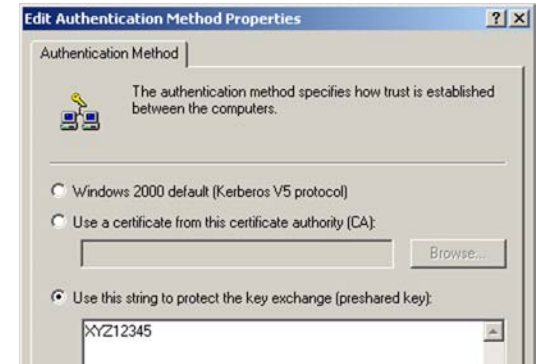 Edit Authentication Method Properties
Authentication Method
The authentication method specifies how trust is established
between the computers.
Windows 2000 default (Kerberos V5 protocol)
Use a certificate from this certificate authority (CA):
Browse...
Use this string to protect the key exchange (preshared key):
XYZ12345